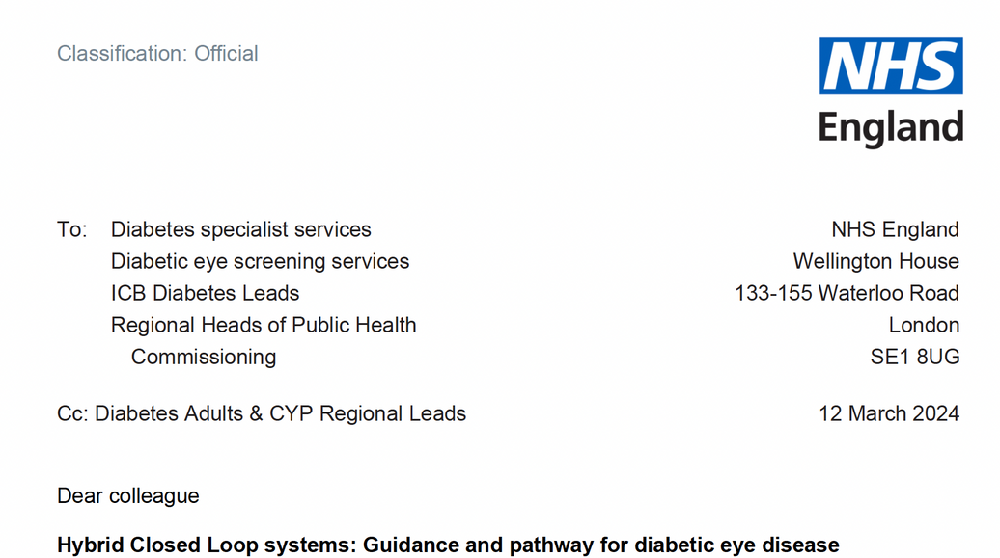 Classification: Official
NHS
England
To: Diabetes specialist services
Diabetic eye screening services
ICB Diabetes Leads
Regional Heads of Public Health
Commissioning
NHS England
Wellington House
133-155 Waterloo Road
London
SE1 8UG
Cc: Diabetes Adults & CYP Regional Leads
12 March 2024
Dear colleague
Hybrid Closed Loop systems: Guidance and pathway for diabetic eye disease